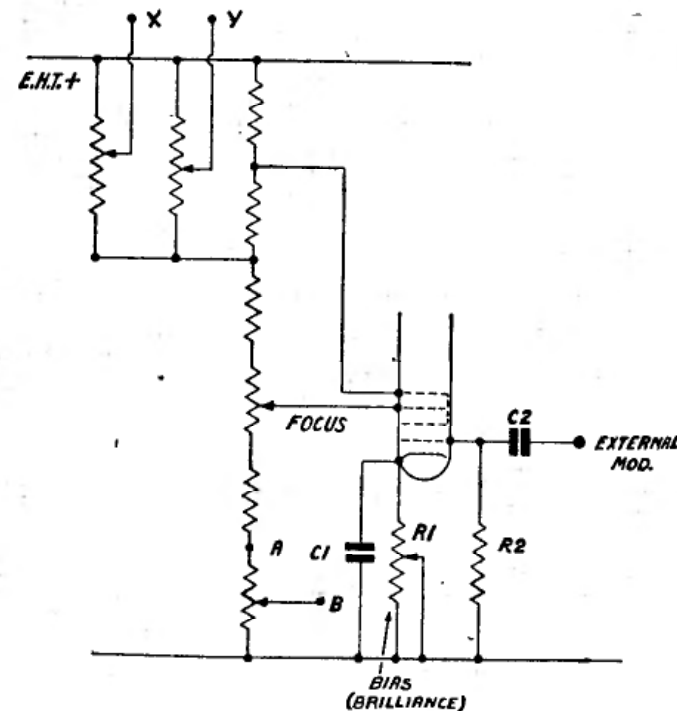 X Y
E.H.T.+
FOCUS
C2
EXTERNAL
MOD.
A C1 R1 R2
B
BIAS
(BRILLIANCE)